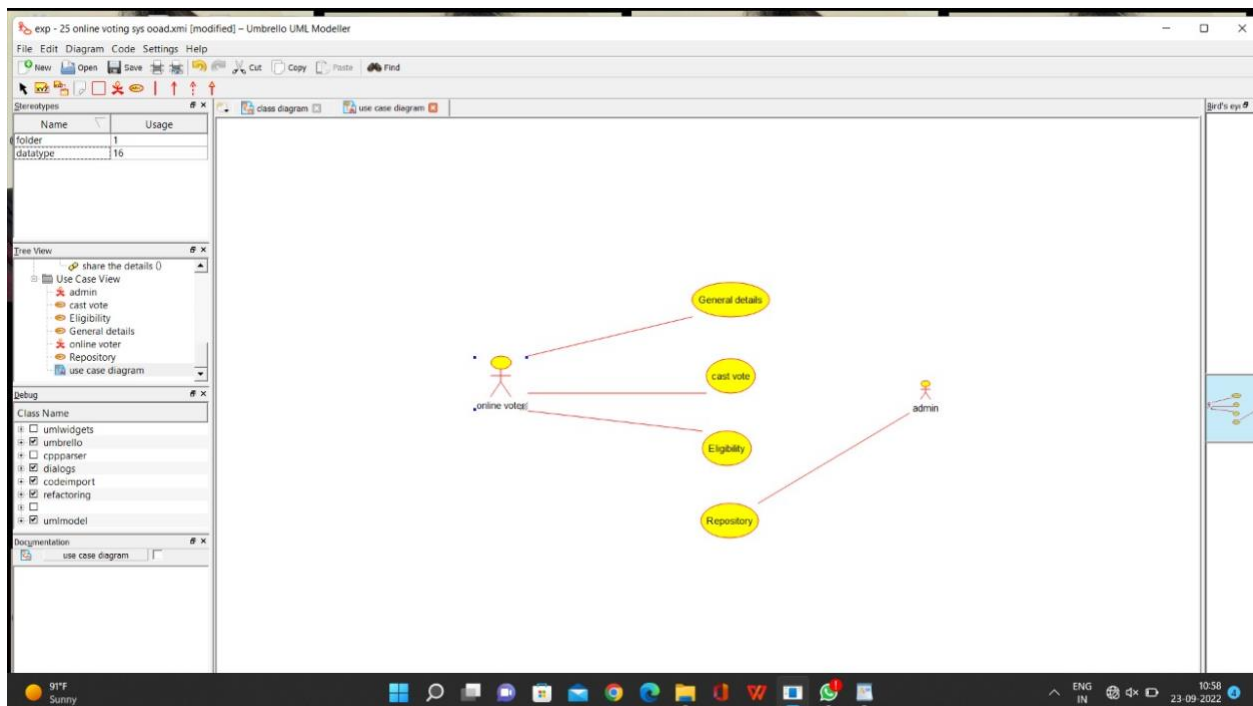 exp - 25 online voting sys ooad.xmi [modified] – Umbrello UML Modeller
File Edit Diagram Code Settings Help
New Open Save Cut Copy Paste Find
Stereotypes
class diagram use case diagram
Bird's eye
Name Usage
folder 1
datatype 16
Tree View
share the details ()
Use Case View
admin
cast vote
Eligibility
General details
online voter
Repository
use case diagram
Debug
Class Name
umlwidgets
umbrello
cppparser
dialogs
codeimport
refactoring
umlmodel
Documentation
use case diagram
General details
cast vote
online voter
admin
Eligibility
Repository
91°F
Sunny
ENG
IN
10:58
23-09-2022
4